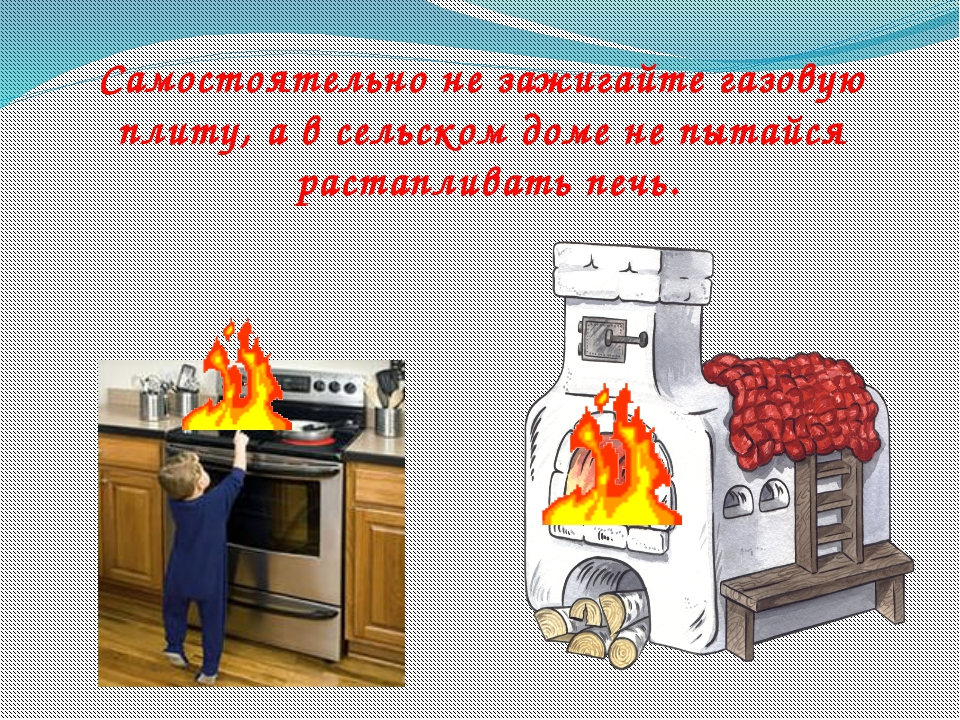 Самостоятельно не зажигайте газовую
плиту, а в сельском доме не пытайся
растапливать печь.